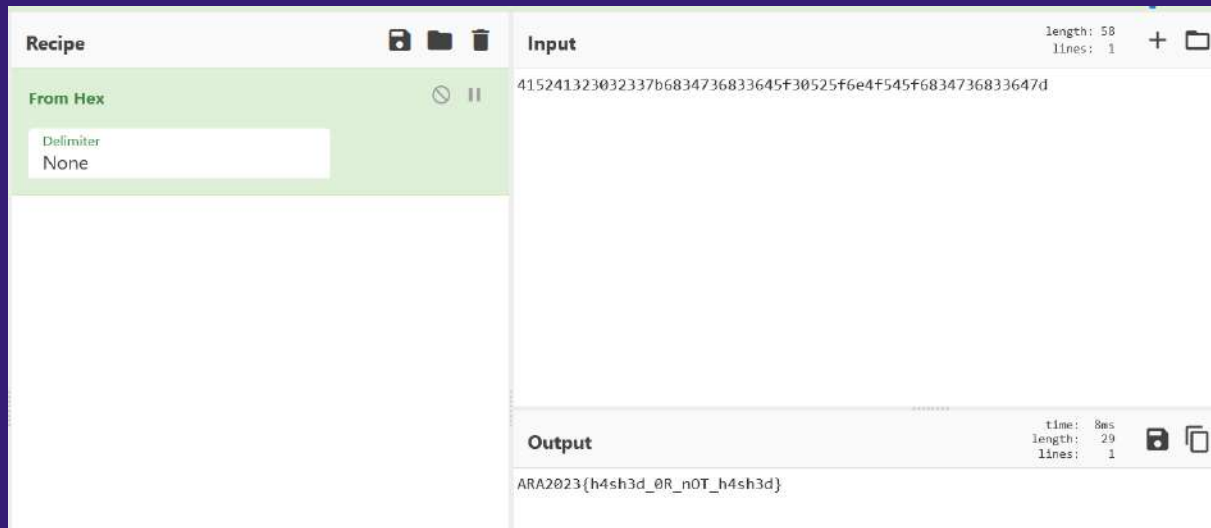 Recipe
Input
length: 58
lines: 1
From Hex
415241323032337b6834736833645f30525f6e4f545f6834736833647d
Delimiter
None
Output
time: 8ms
length: 29
lines: 1
ARA2023{h4sh3d_0R_nOT_h4sh3d}